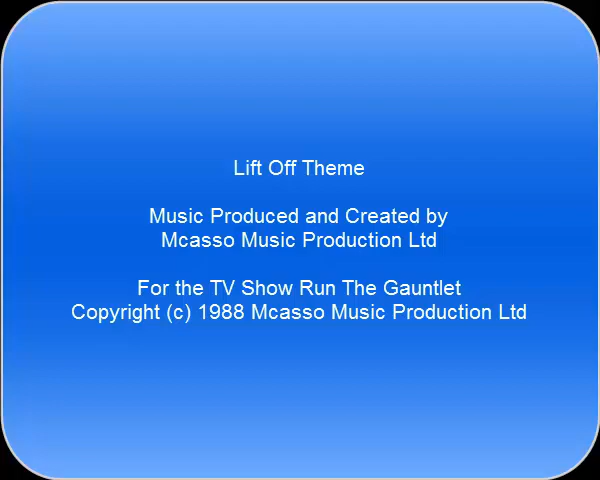 Lift Off Theme
Music Produced and Created by
Mcasso Music Production Ltd
For the TV Show Run The Gauntlet
Copyright (c) 1988 Mcasso Music Production Ltd